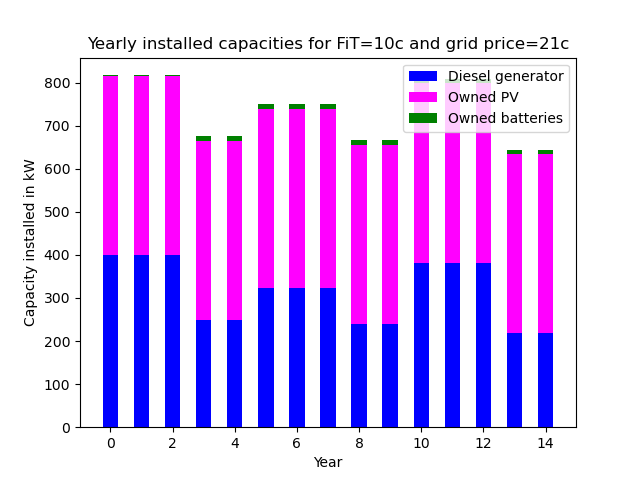 Yearly installed capacities for FiT=10c and grid price=21c
Diesel generator
Owned PV
Owned batteries
Capacity installed in kW
800
700
600
500
400
300
200
100
0
0 2 4 6 8 10 12 14
Year